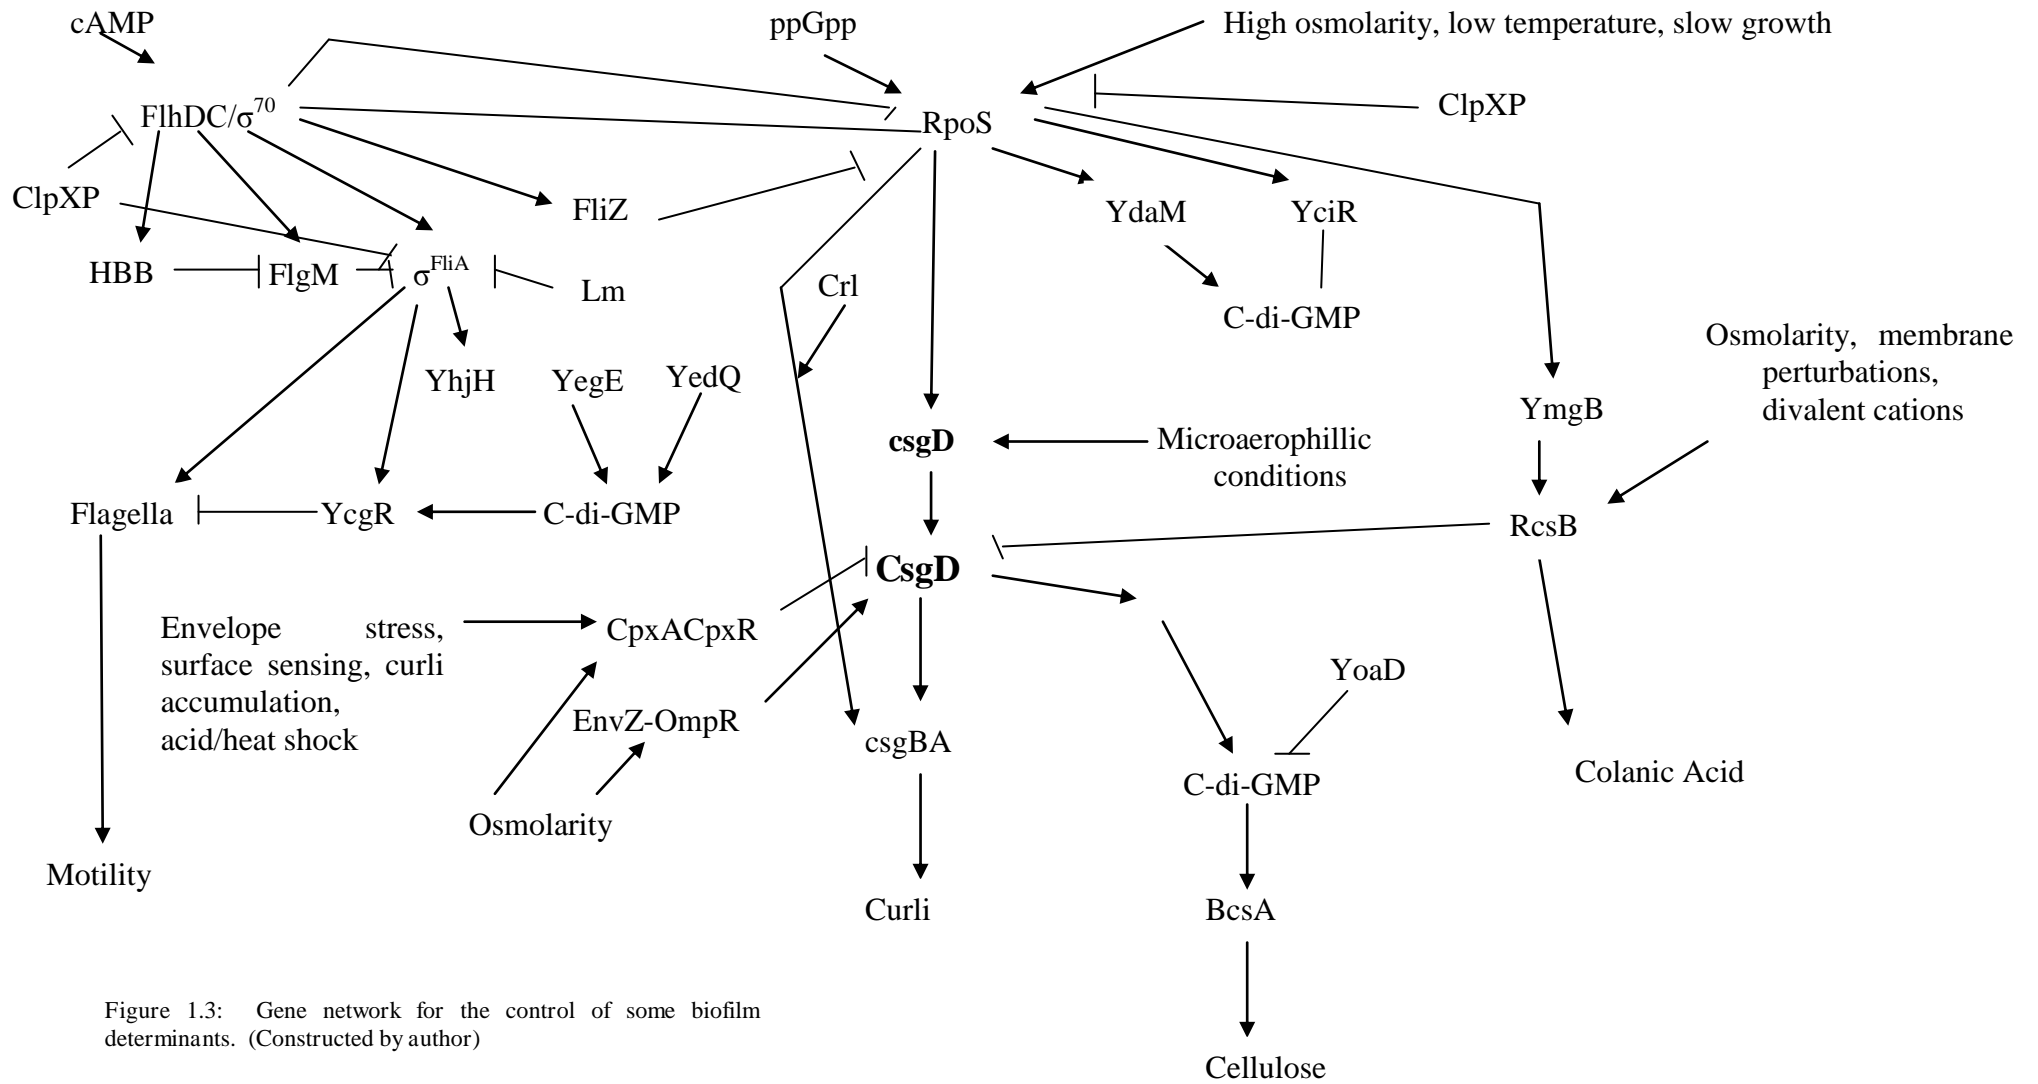 cAMP
ppGpp
High osmolarity, low temperature, slow growth
FlhDC/σ70
RpoS
ClpXP
ClpXP
FliZ
YdaM
YciR
HBB
FlgM
σFliA
Lm
Crl
C-di-GMP
Osmolarity, membrane
perturbations,
divalent cations
YhjH
YegE
YedQ
YmgB
csgD
Microaerophillic
conditions
Flagella
YcgR
C-di-GMP
RcsB
CsgD
Envelope stress,
surface sensing, curli
accumulation,
acid/heat shock
CpxACpxR
YoaD
EnvZ-OmpR
csgBA
C-di-GMP
Colanic Acid
Osmolarity
Motility
Curli
BcsA
Figure 1.3: Gene network for the control of some biofilm
determinants. (Constructed by author)
Cellulose